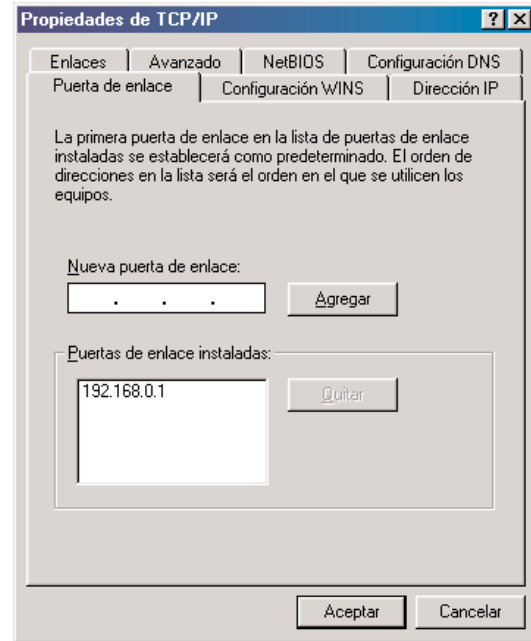 Propiedades de TCP/IP
Enlaces Avanzado NetBIOS Configuración DNS
Puerta de enlace Configuración WINS Dirección IP
La primera puerta de enlace en la lista de puertas de enlace
instaladas se establecerá como predeterminado. El orden de
direcciones en la lista será el orden en el que se utilicen los
equipos.
Nueva puerta de enlace:
. . .
Agregar
Puertas de enlace instaladas:
192.168.0.1
Quitar
Aceptar Cancelar